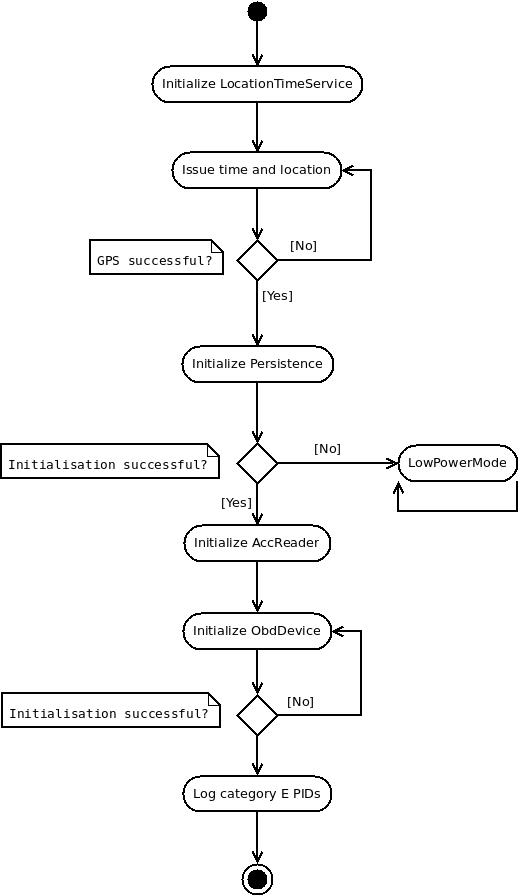 Initialize LocationTimeService
Issue time and location
[No]
GPS successful?
[Yes]
Initialize Persistence
[No]
Initialisation successful?
LowPowerMode
[Yes]
Initialize AccReader
Initialize ObdDevice
[No]
Initialisation successful?
Log category E PIDs